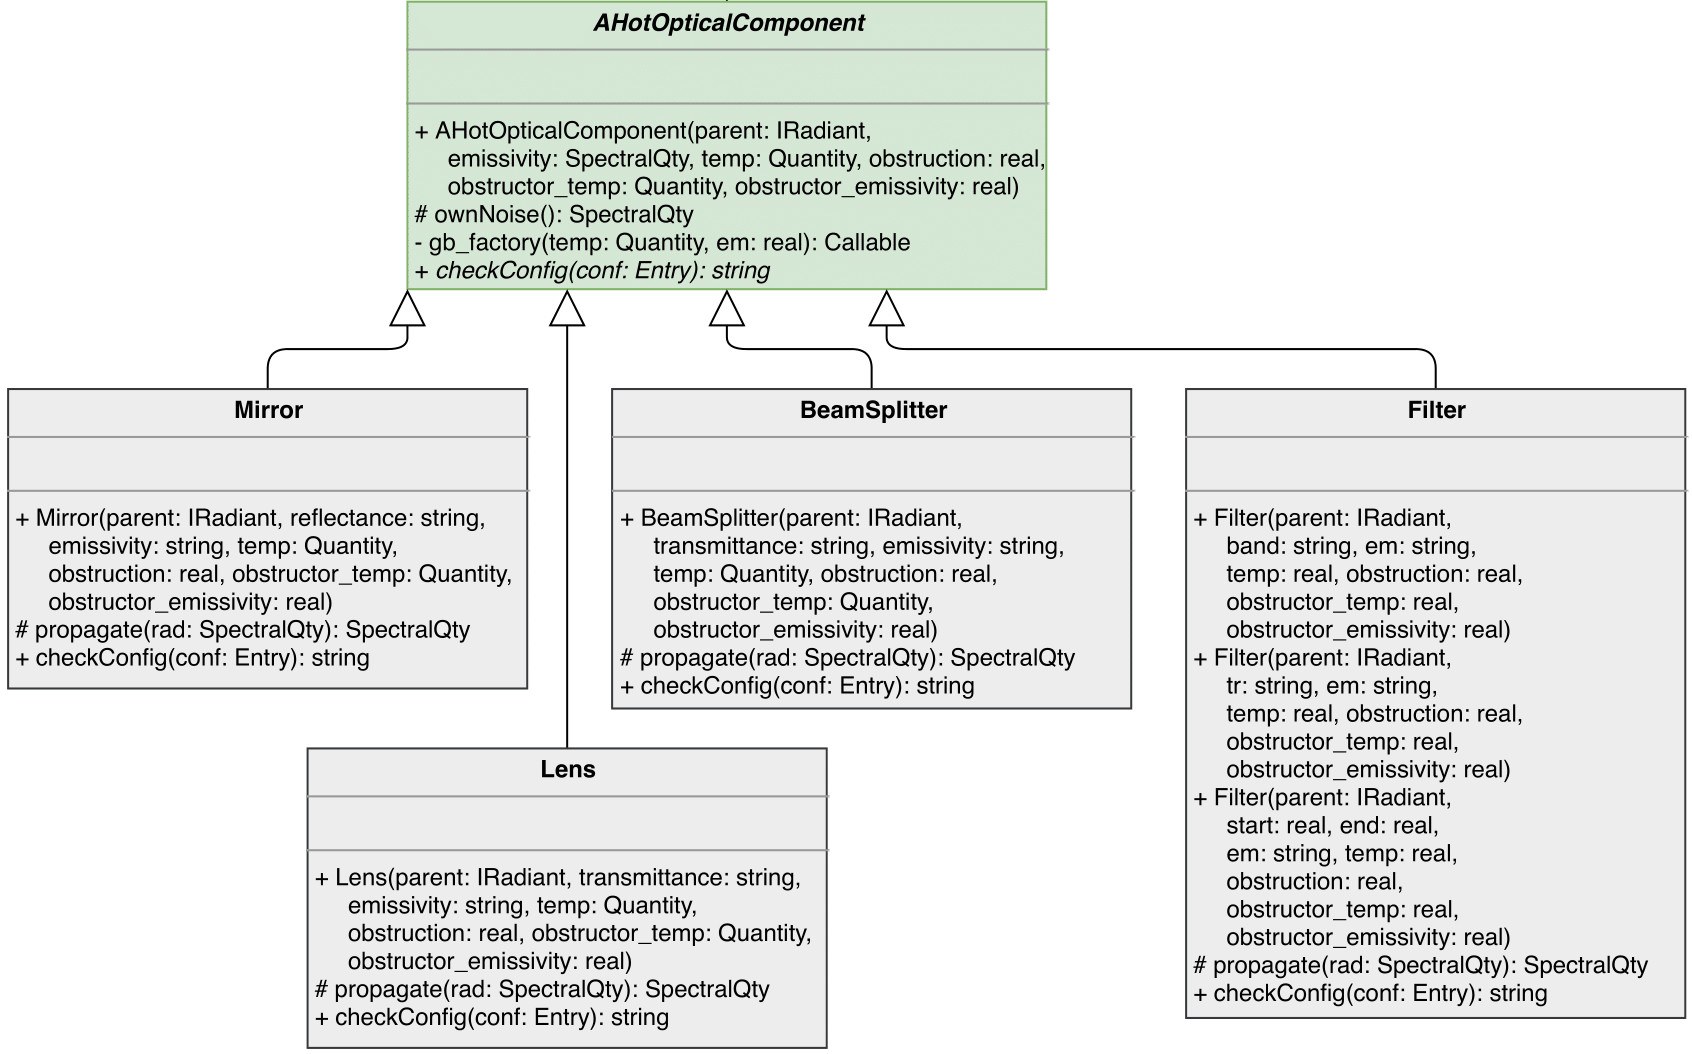 AHotOpticalComponent
+ AHotOpticalComponent(parent: IRadiant,
emissivity: SpectralQty, temp: Quantity, obstruction: real,
obstructor_temp: Quantity, obstructor_emissivity: real)
# ownNoise(): SpectralQty
- gb_factory(temp: Quantity, em: real): Callable
+ checkConfig(conf: Entry): string
Mirror
+ Mirror(parent: IRadiant, reflectance: string,
emissivity: string, temp: Quantity,
obstruction: real, obstructor_temp: Quantity,
obstructor_emissivity: real)
# propagate(rad: SpectralQty): SpectralQty
+ checkConfig(conf: Entry): string
BeamSplitter
+ BeamSplitter(parent: IRadiant,
transmittance: string, emissivity: string,
temp: Quantity, obstruction: real,
obstructor_temp: Quantity,
obstructor_emissivity: real)
# propagate(rad: SpectralQty): SpectralQty
+ checkConfig(conf: Entry): string
Filter
+ Filter(parent: IRadiant,
band: string, em: string,
temp: real, obstruction: real,
obstructor_temp: real,
obstructor_emissivity: real)
+ Filter(parent: IRadiant,
tr: string, em: string,
temp: real, obstruction: real,
obstructor_temp: real,
obstructor_emissivity: real)
+ Filter(parent: IRadiant,
start: real, end: real,
em: string, temp: real,
obstruction: real,
obstructor_temp: real,
obstructor_emissivity: real)
# propagate(rad: SpectralQty): SpectralQty
+ checkConfig(conf: Entry): string
Lens
+ Lens(parent: IRadiant, transmittance: string,
emissivity: string, temp: Quantity,
obstruction: real, obstructor_temp: Quantity,
obstructor_emissivity: real)
# propagate(rad: SpectralQty): SpectralQty
+ checkConfig(conf: Entry): string